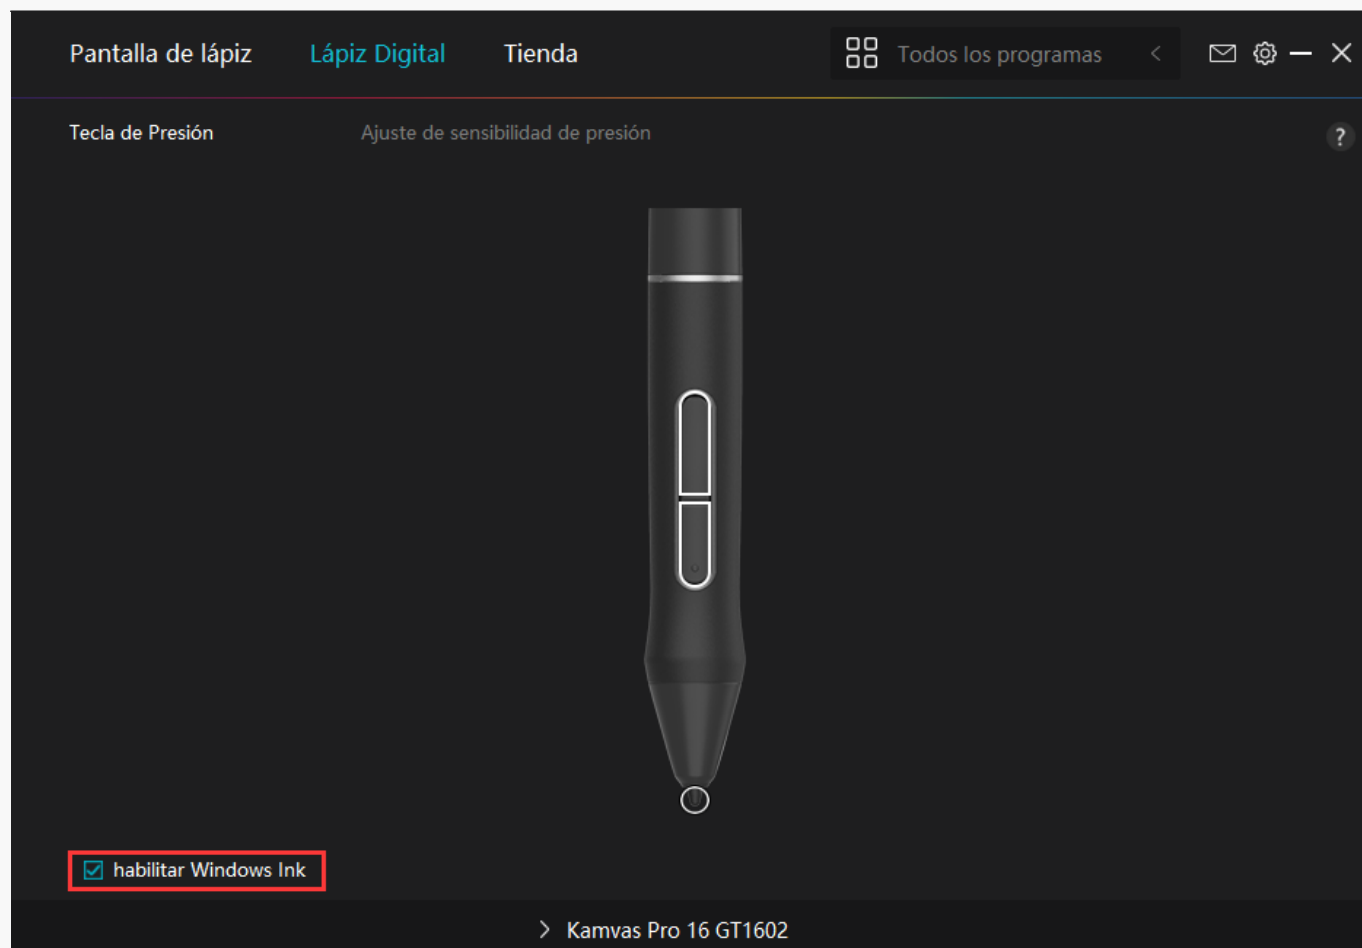 Pantalla de lápiz Lápiz Digital Tienda Todos los programas
Tecla de Presión Ajuste de sensibilidad de presión ?
habilitar Windows Ink
Kamvas Pro 16 GT1602